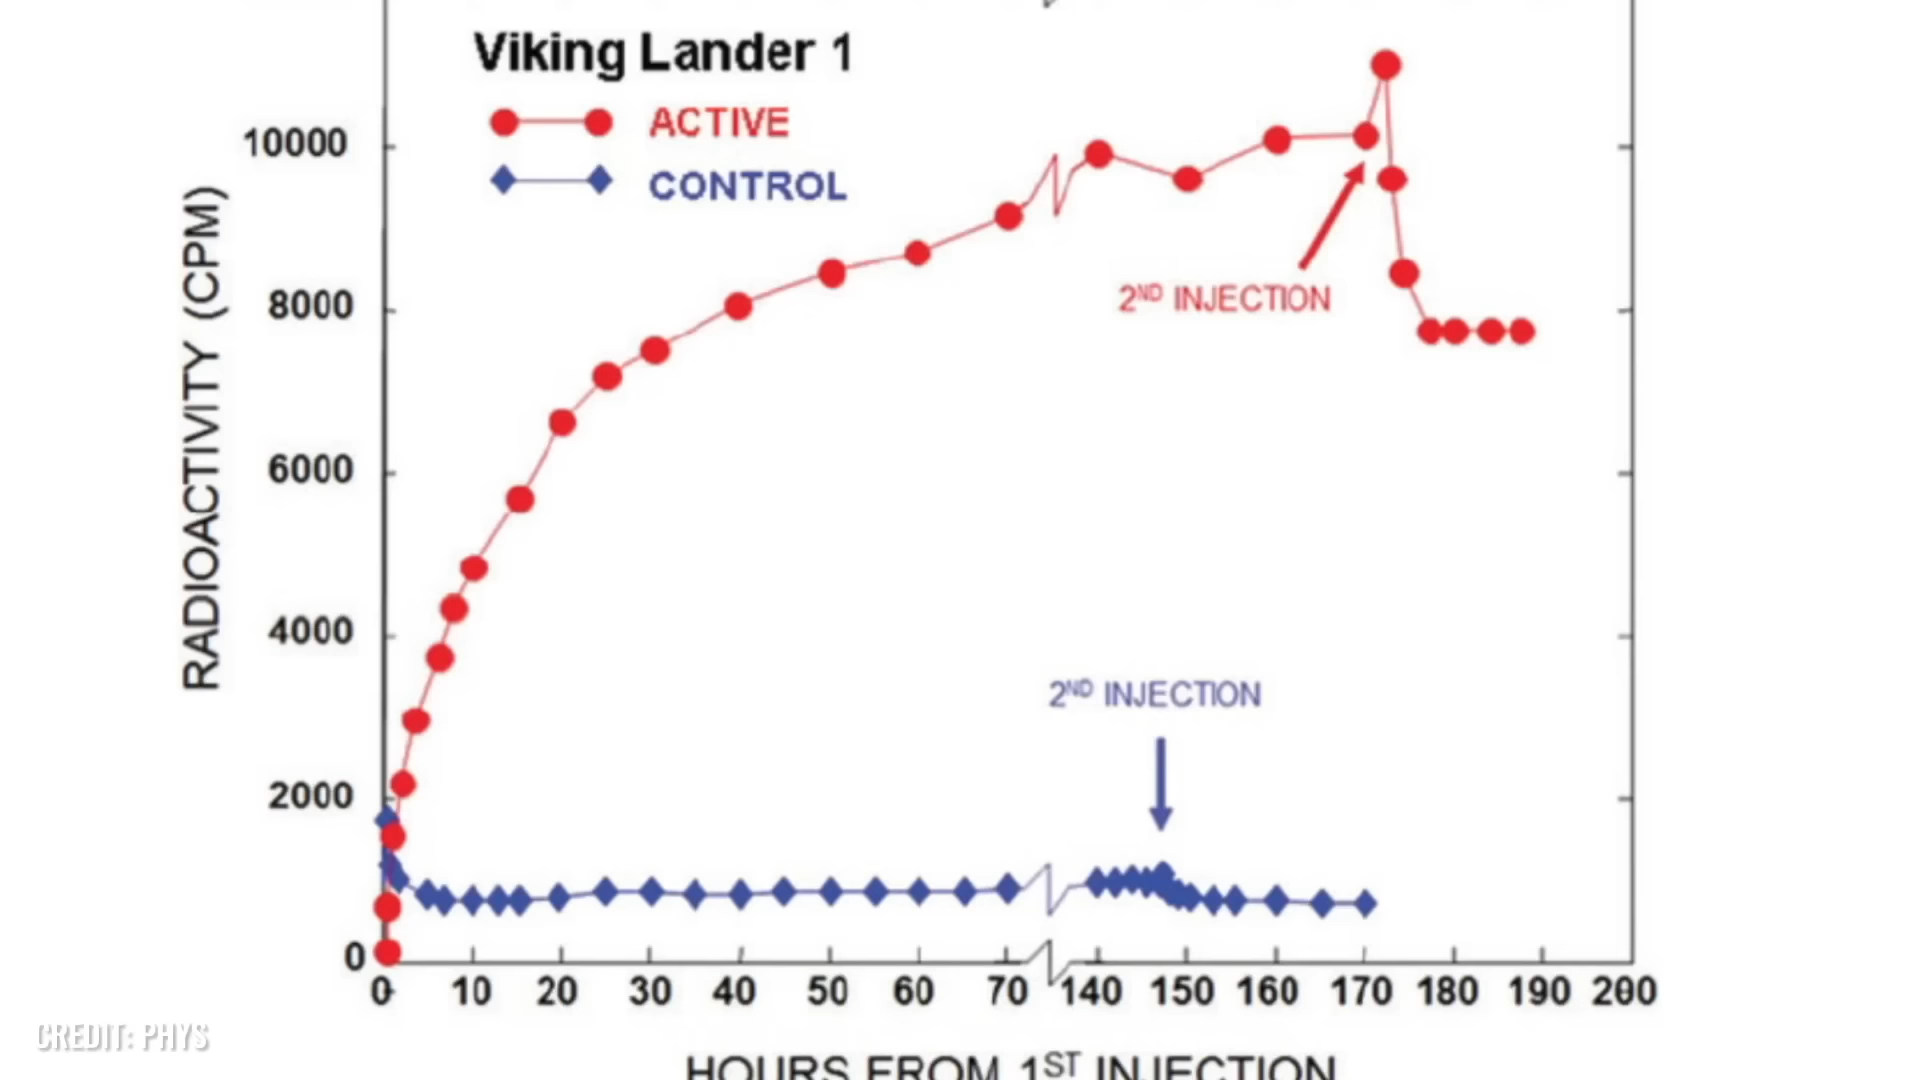 Viking Lander 1
ACTIVE
CONTROL
RADIOACTIVITY (CPM)
10000
8000
6000
4000
2000
0
2ND INJECTION
2ND INJECTION
0 10 20 30 40 50 60 70 140 150 160 170 180 190 200
HOURS FROM 1ST INJECTION
CREDIT: PHYS